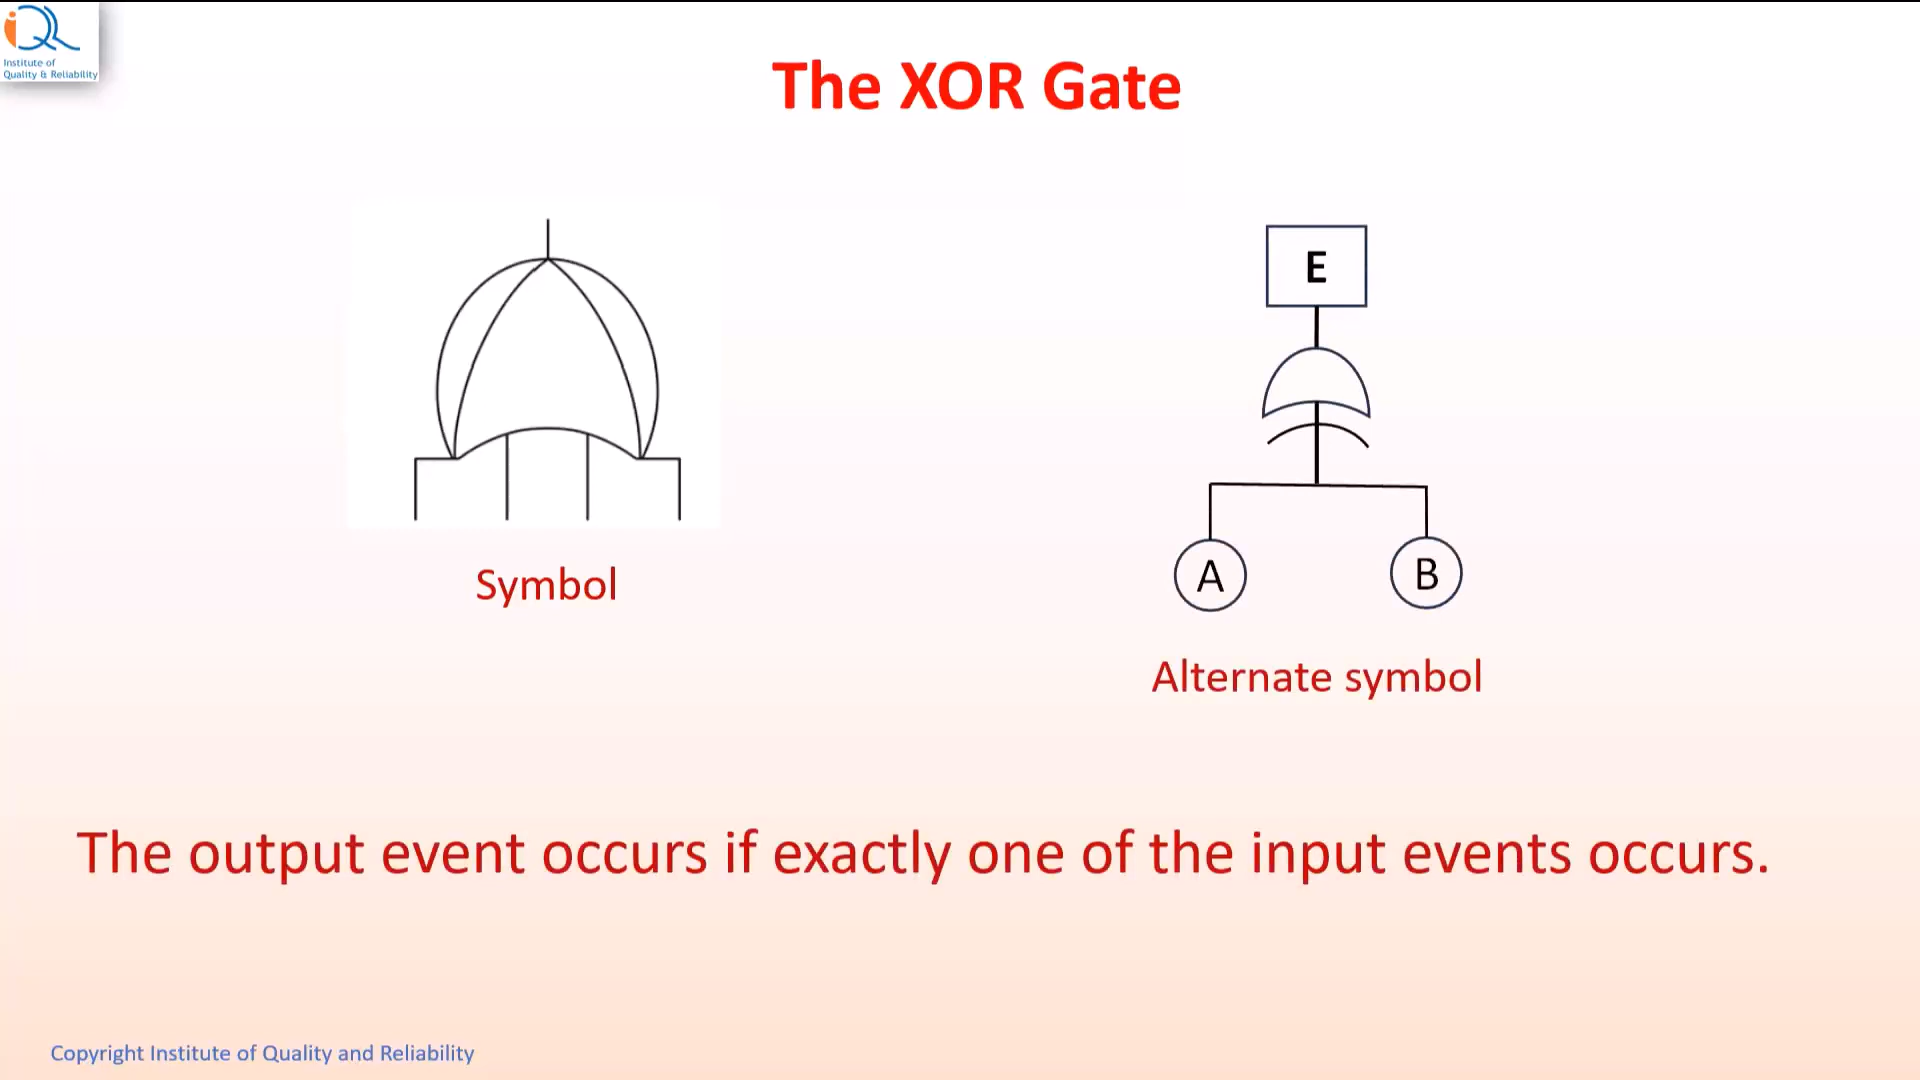 iQR
Institute of
Quality & Reliability
The XOR Gate
E
A
B
Symbol
Alternate symbol
The output event occurs if exactly one of the input events occurs.
Copyright Institute of Quality and Reliability